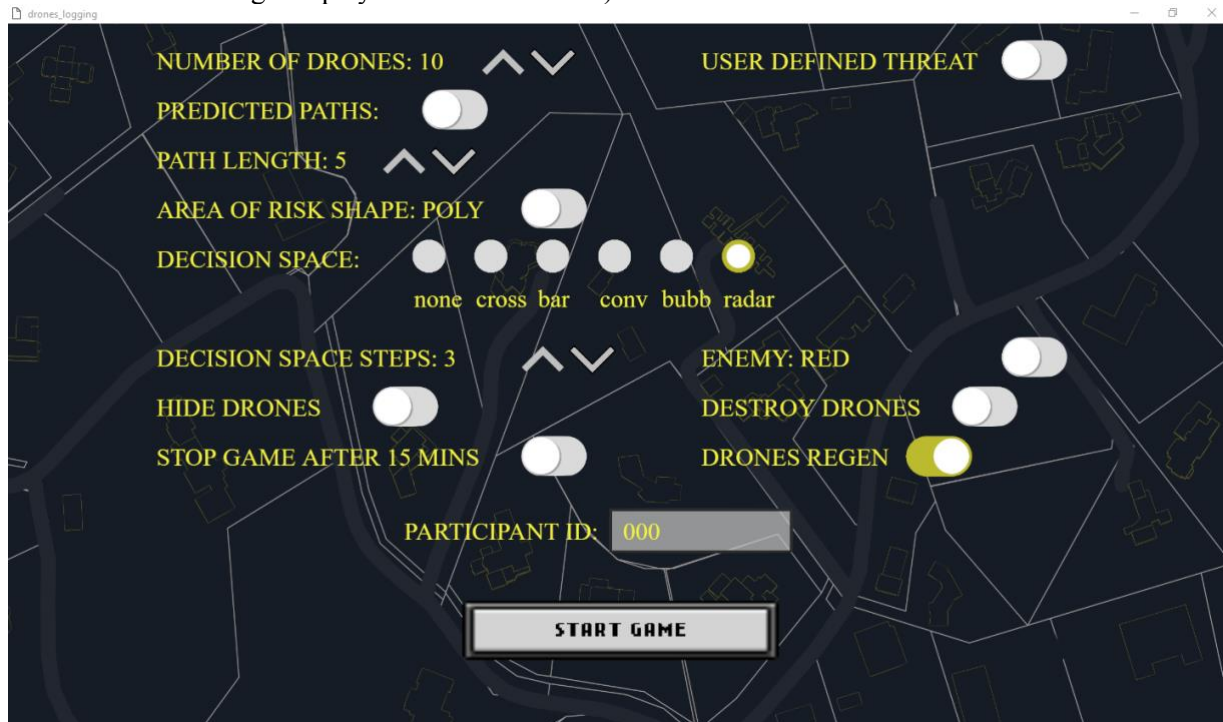 drones_logging
NUMBER OF DRONES: 10
USER DEFINED THREAT
PREDICTED PATHS:
PATH LENGTH: 5
AREA OF RISK SHAPE: POLY
DECISION SPACE:
none cross bar conv bubb radar
DECISION SPACE STEPS: 3
ENEMY: RED
HIDE DRONES
DESTROY DRONES
STOP GAME AFTER 15 MINS
DRONES REGEN
PARTICIPANT ID: 000
START GAME